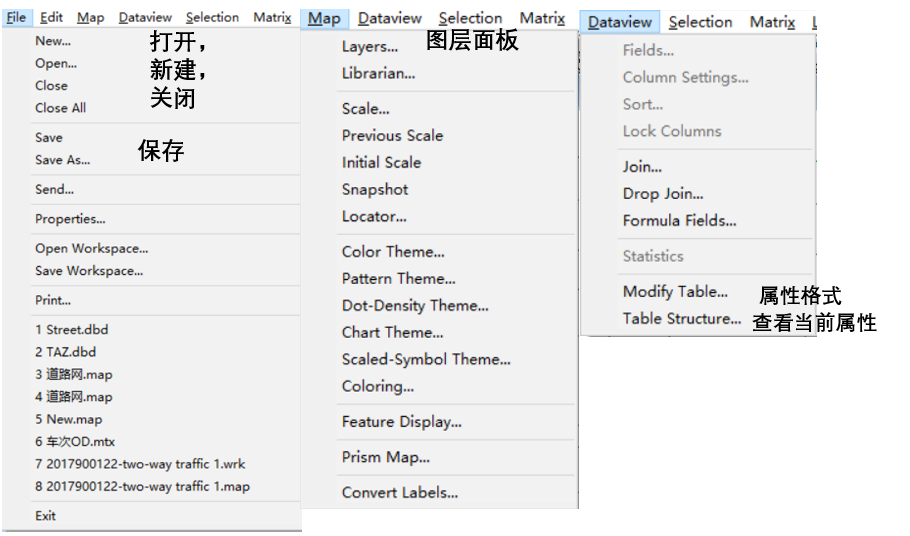 File Edit Map Dataview Selection Matrix
New...
Open...
Close
Close All
打开，
新建，
关闭
Save
Save As...
保存
Send...
Properties...
Open Workspace...
Save Workspace...
Print...
1 Street.dbd
2 TAZ.dbd
3 道路网.map
4 道路网.map
5 New.map
6 车次OD.mtx
7 2017900122-two-way traffic 1.wrk
8 2017900122-two-way traffic 1.map
Exit
Map Dataview Selection Matrix
Layers...
图层面板
Librarian...
Scale...
Previous Scale
Initial Scale
Snapshot
Locator...
Color Theme...
Pattern Theme...
Dot-Density Theme...
Chart Theme...
Scaled-Symbol Theme...
Coloring...
Feature Display...
Prism Map...
Convert Labels...
Dataview Selection Matrix
Fields...
Column Settings...
Sort...
Lock Columns
Join...
Drop Join...
Formula Fields...
Statistics
Modify Table...
属性格式
Table Structure...
查看当前属性